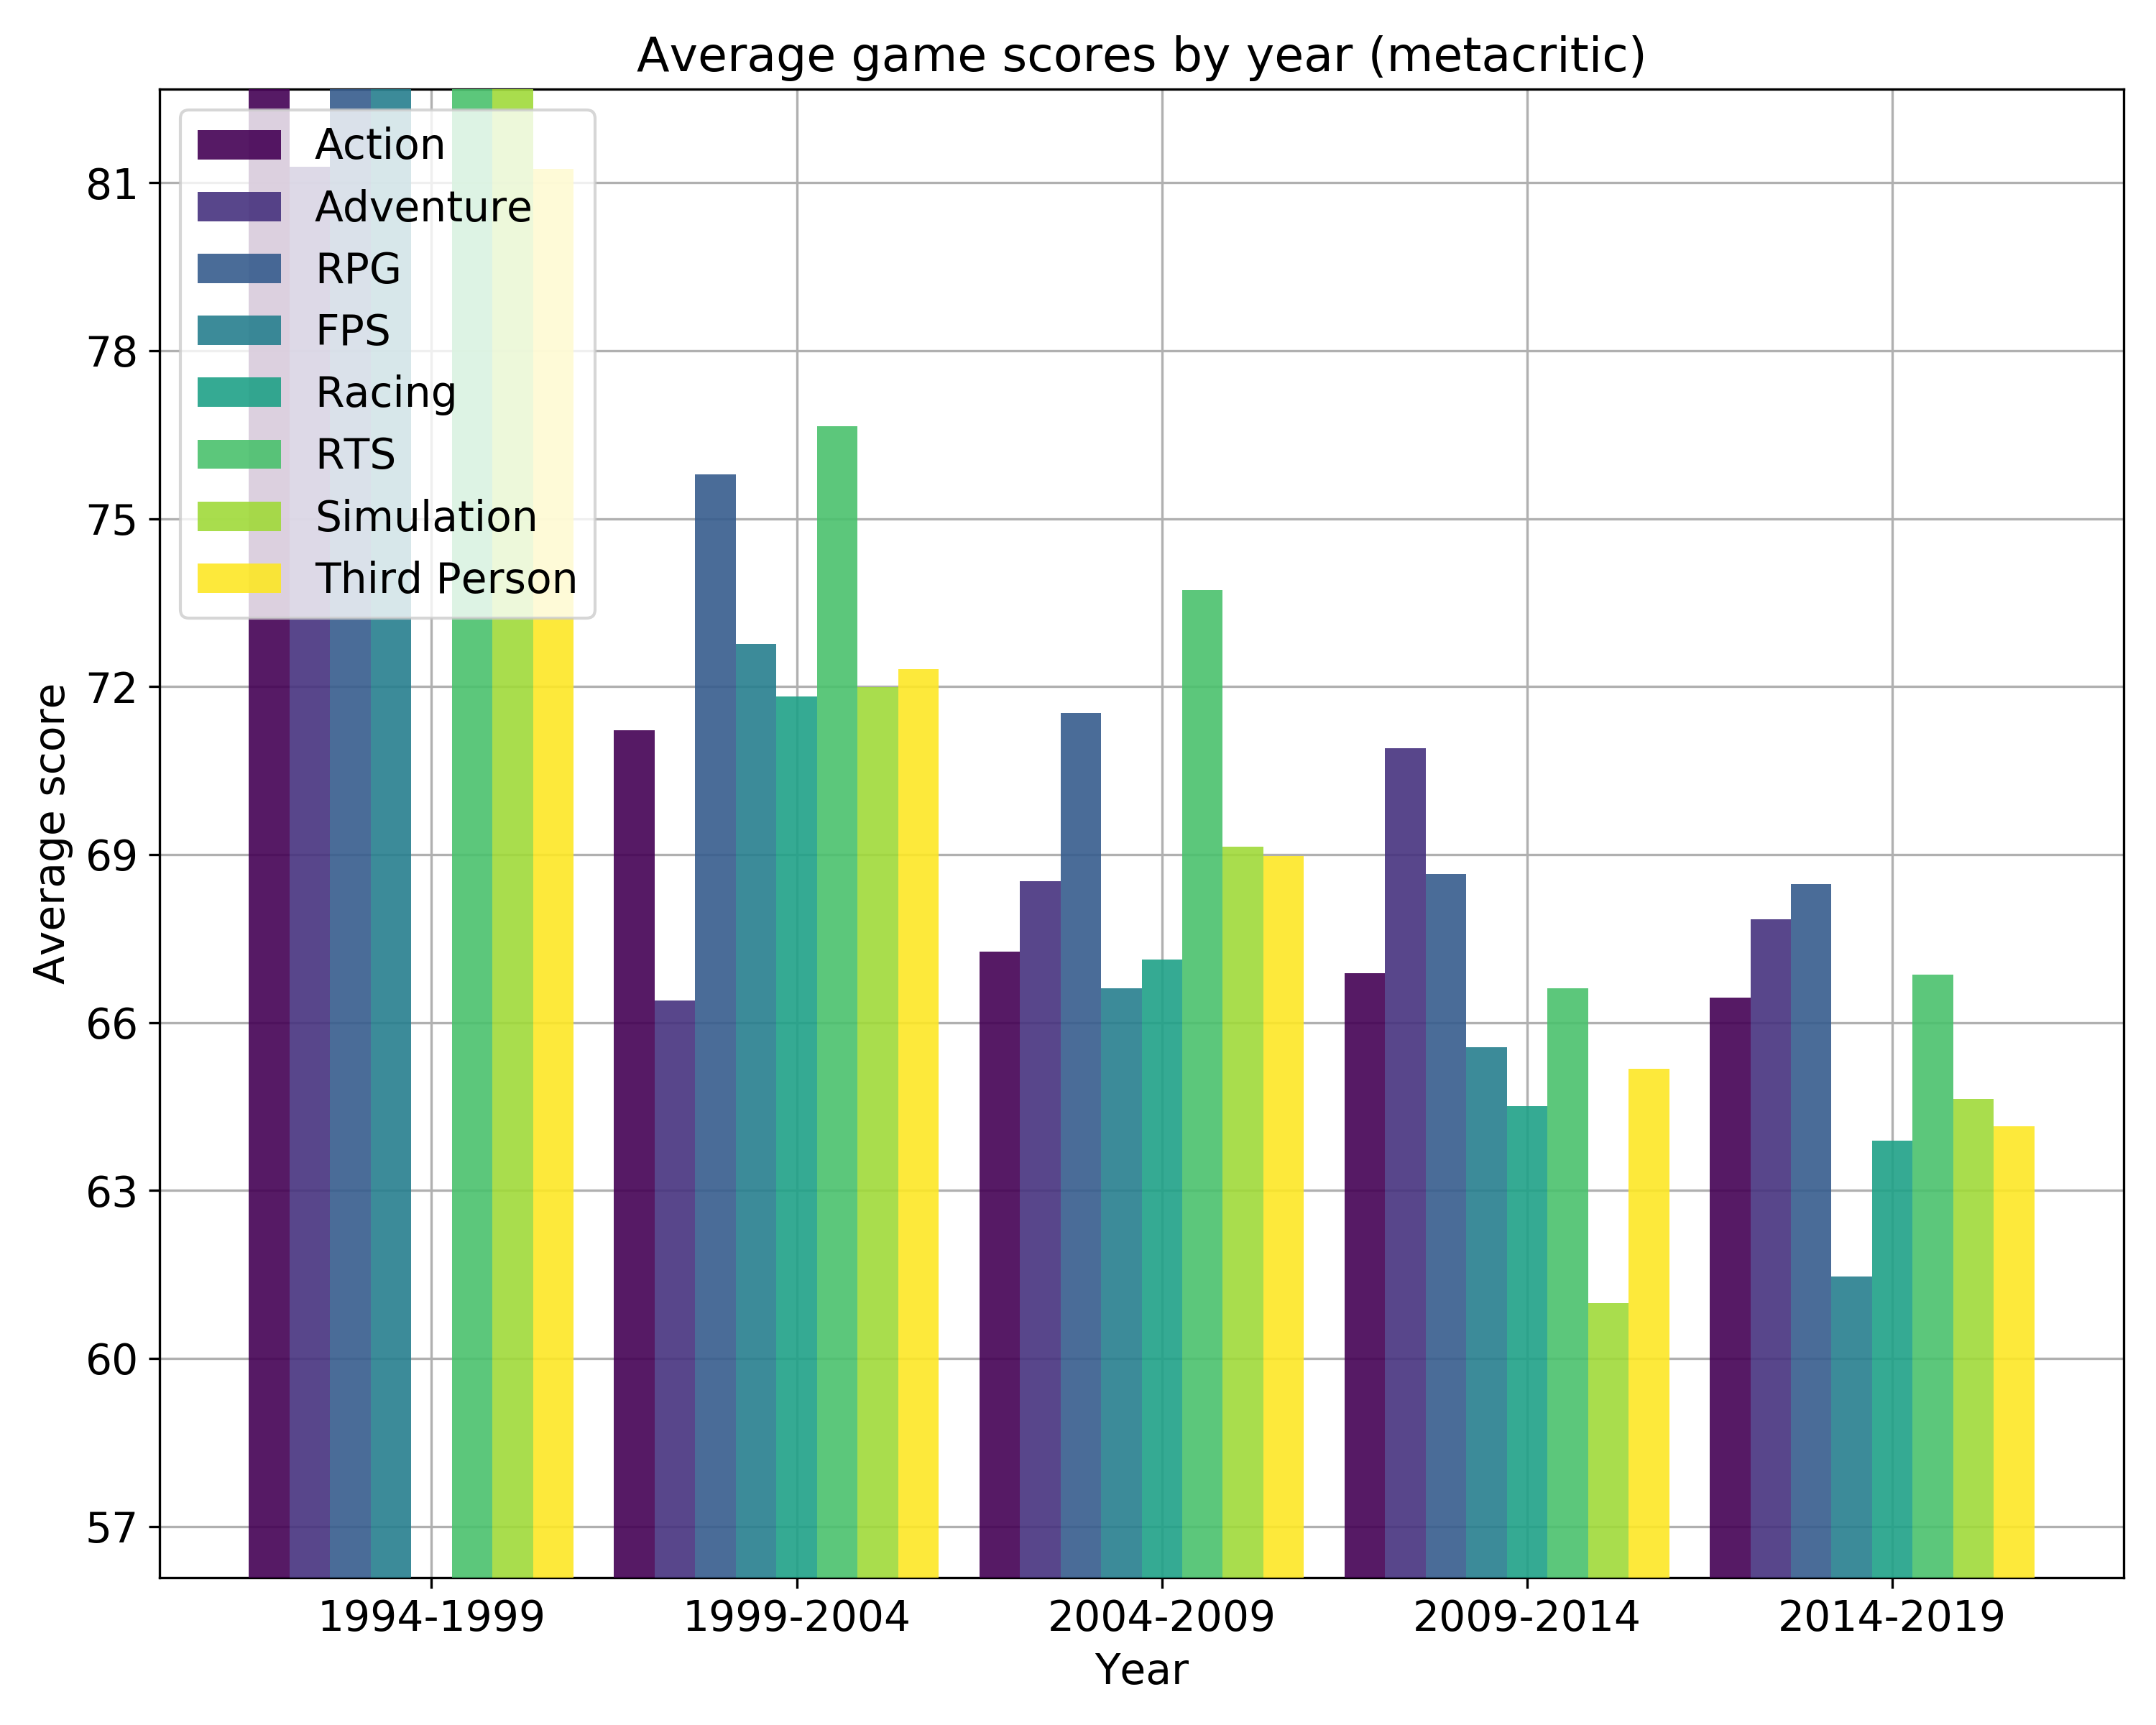 Average game scores by year (metacritic)
Action
Adventure
RPG
FPS
Racing
RTS
Simulation
Third Person
81
78
75
72
69
66
63
60
57
Average score
1994-1999
1999-2004
2004-2009
2009-2014
2014-2019
Year